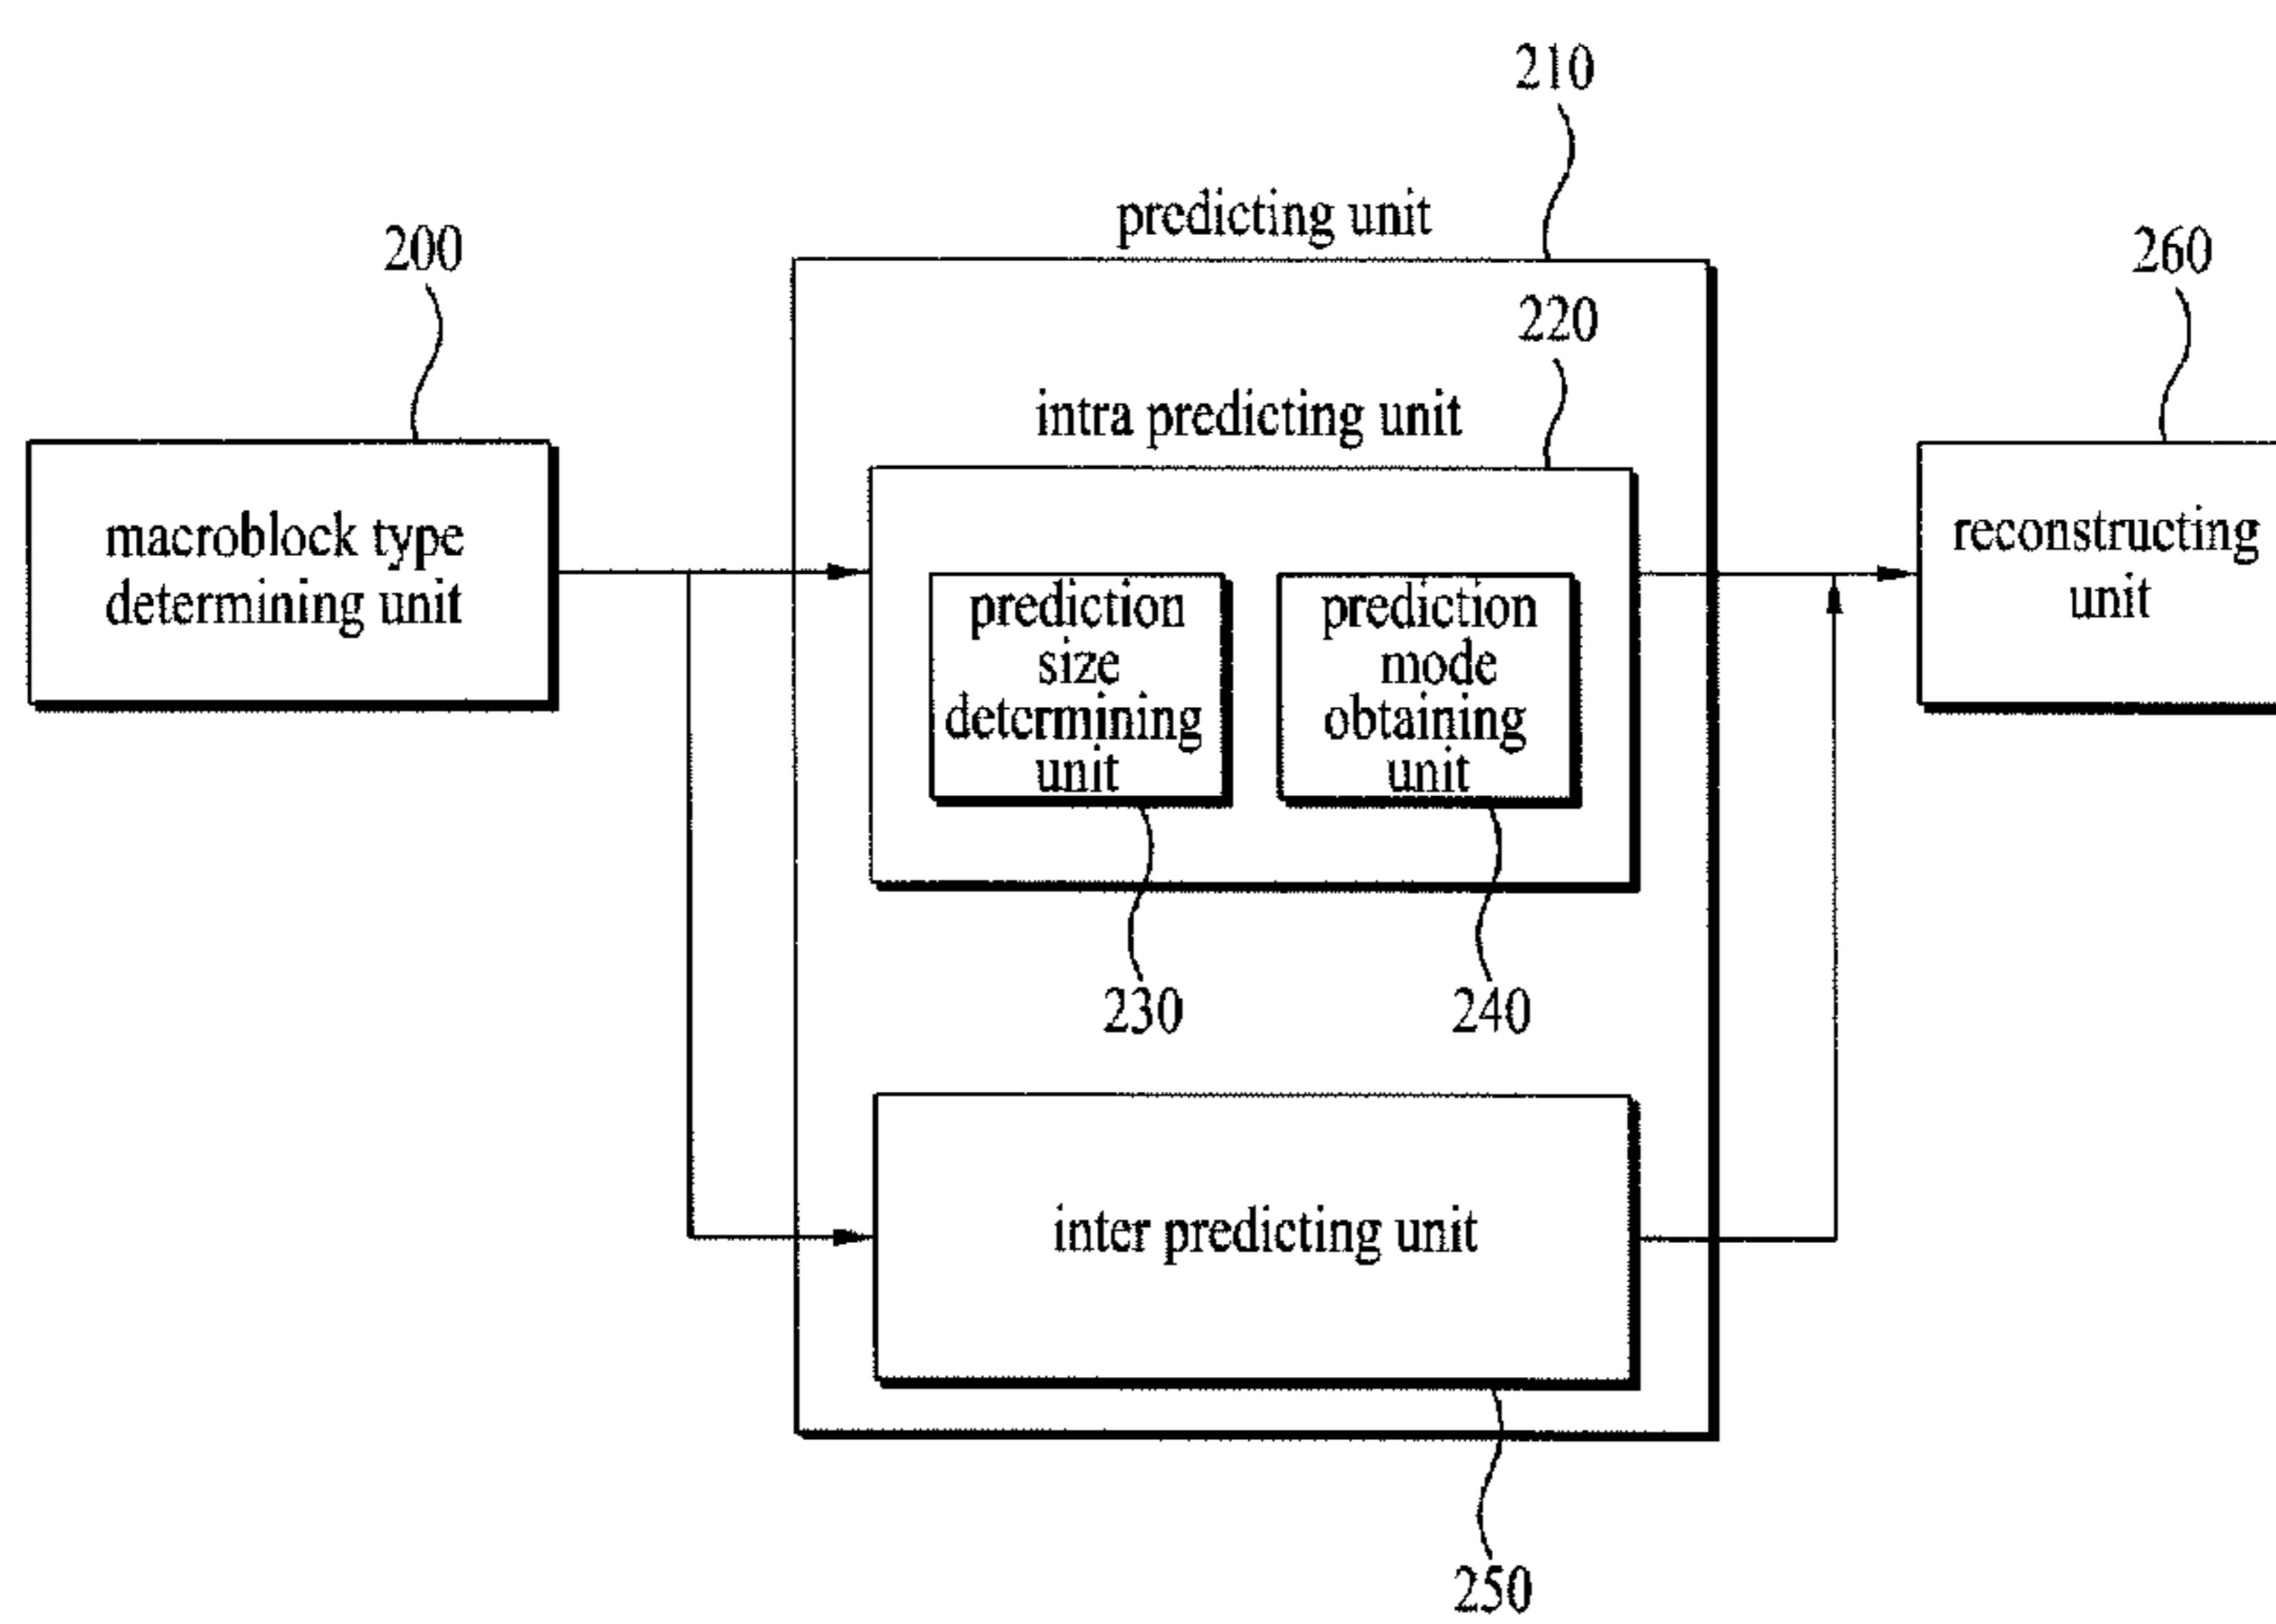 210
predicting unit
200
260
220
intra predicting unit
macroblock type
determining unit
reconstructing
unit
prediction
size
determining
unit
prediction
mode
obtaining
unit
230
240
inter predicting unit
250